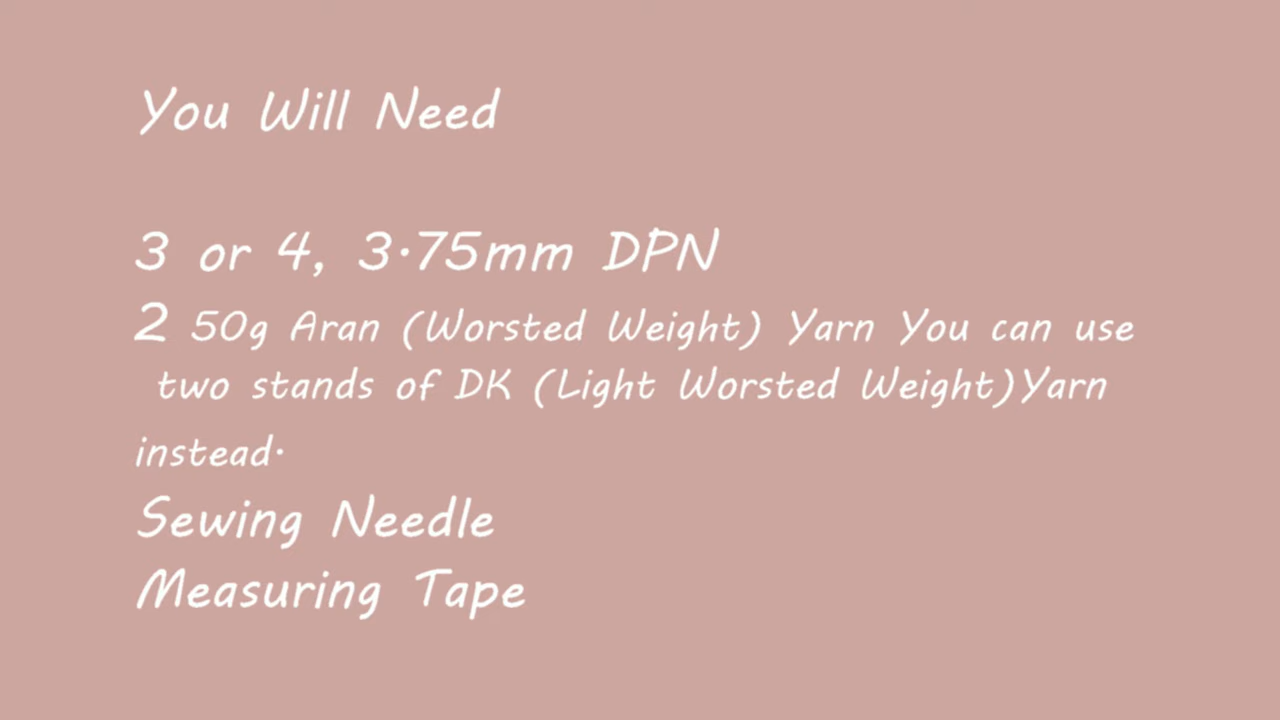 You Will Need
3 or 4, 3.75mm DPN
2 50g Aran (Worsted Weight) Yarn You can use
two stands of DK (Light Worsted Weight)Yarn
instead.
Sewing Needle
Measuring Tape